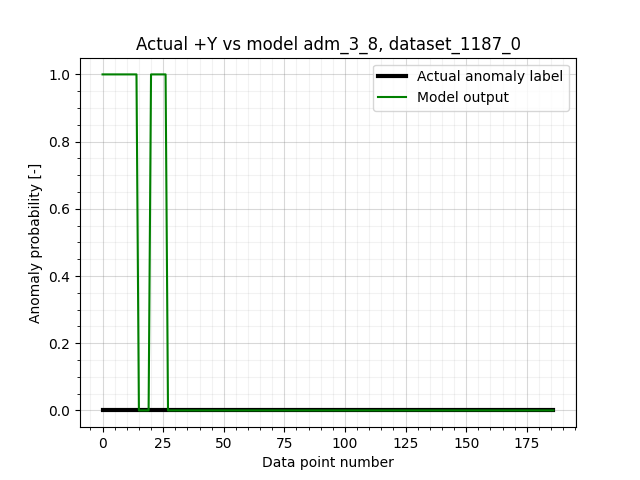 Actual +Y vs model adm_3_8, dataset_1187_0
Actual anomaly label
Model output
Anomaly probability [-]
1.0
0.8
0.6
0.4
0.2
0.0
0 25 50 75 100 125 150 175
Data point number